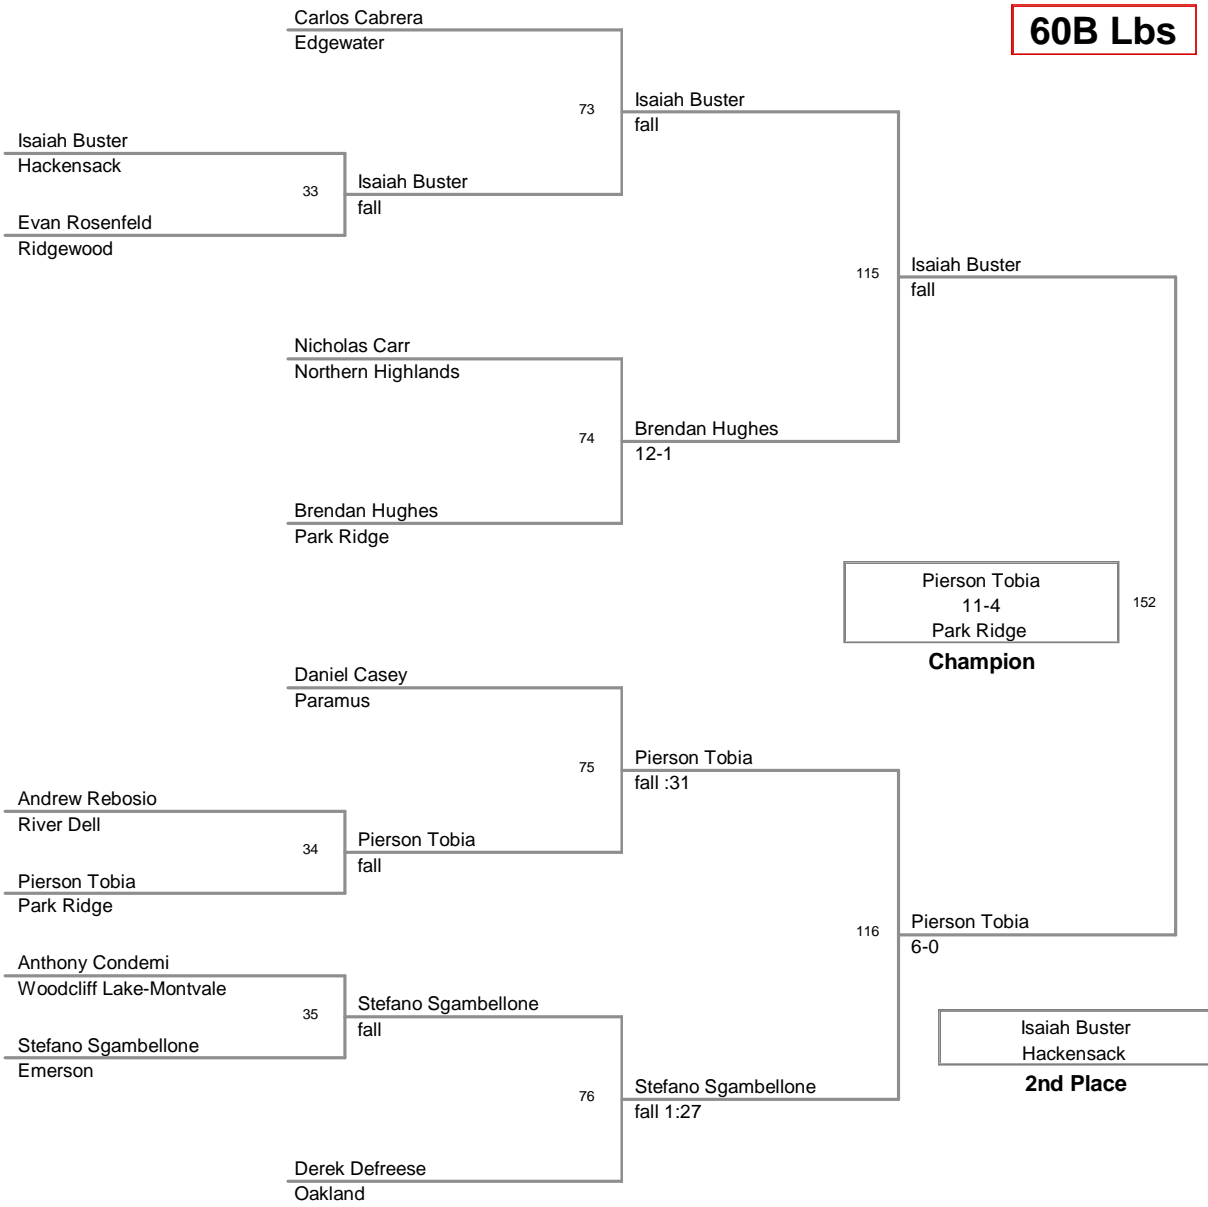 Carlos Cabrera
Edgewater
60B Lbs
73
Isaiah Buster
fall
Isaiah Buster
Hackensack
33
Isaiah Buster
fall
Evan Rosenfeld
Ridgewood
115
Isaiah Buster
fall
Nicholas Carr
Northern Highlands
74
Brendan Hughes
12-1
Brendan Hughes
Park Ridge
Pierson Tobia
11-4
Park Ridge
152
Champion
Daniel Casey
Paramus
75
Pierson Tobia
fall :31
Andrew Rebosio
River Dell
34
Pierson Tobia
fall
Pierson Tobia
Park Ridge
116
Pierson Tobia
6-0
Anthony Condemi
Woodcliff Lake-Montvale
35
Stefano Sgambellone
fall
Stefano Sgambellone
Emerson
Isaiah Buster
Hackensack
2nd Place
76
Stefano Sgambellone
fall 1:27
Derek Defreese
Oakland